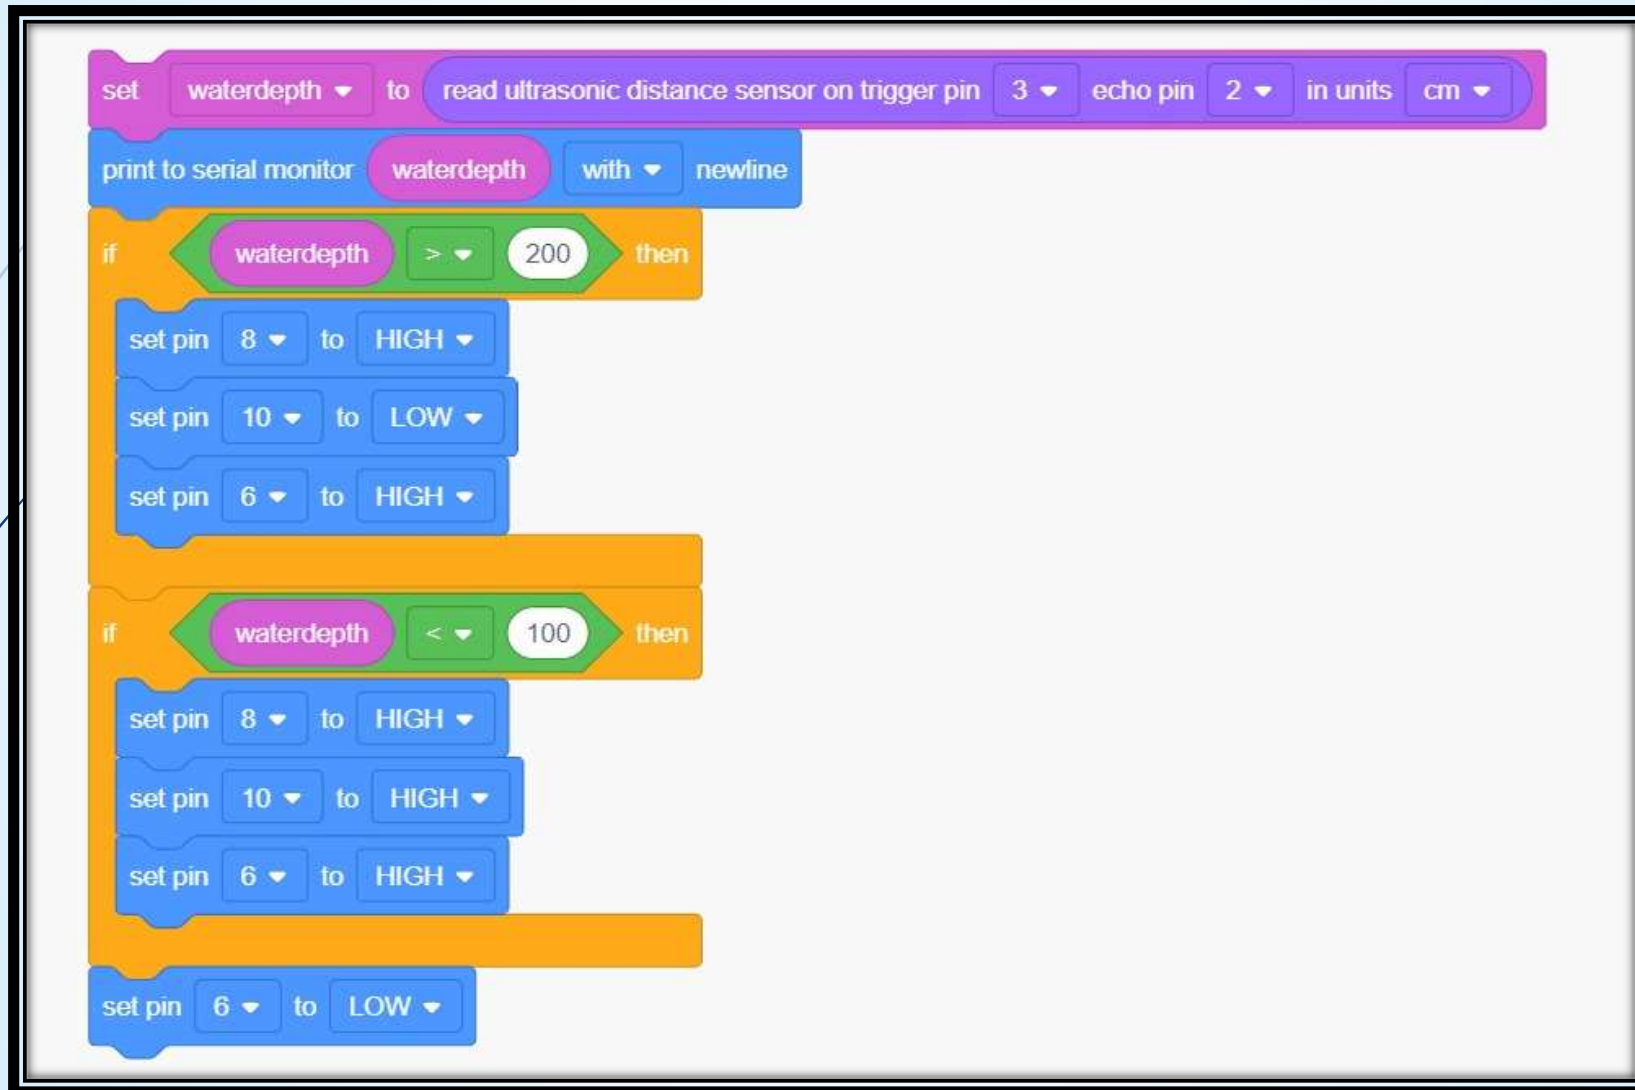 set waterdepth to read ultrasonic distance sensor on trigger pin 3 echo pin 2 in units cm
print to serial monitor waterdepth with newline
if waterdepth > 200 then
set pin 8 to HIGH
set pin 10 to LOW
set pin 6 to HIGH
if waterdepth < 100 then
set pin 8 to HIGH
set pin 10 to HIGH
set pin 6 to HIGH
set pin 6 to LOW